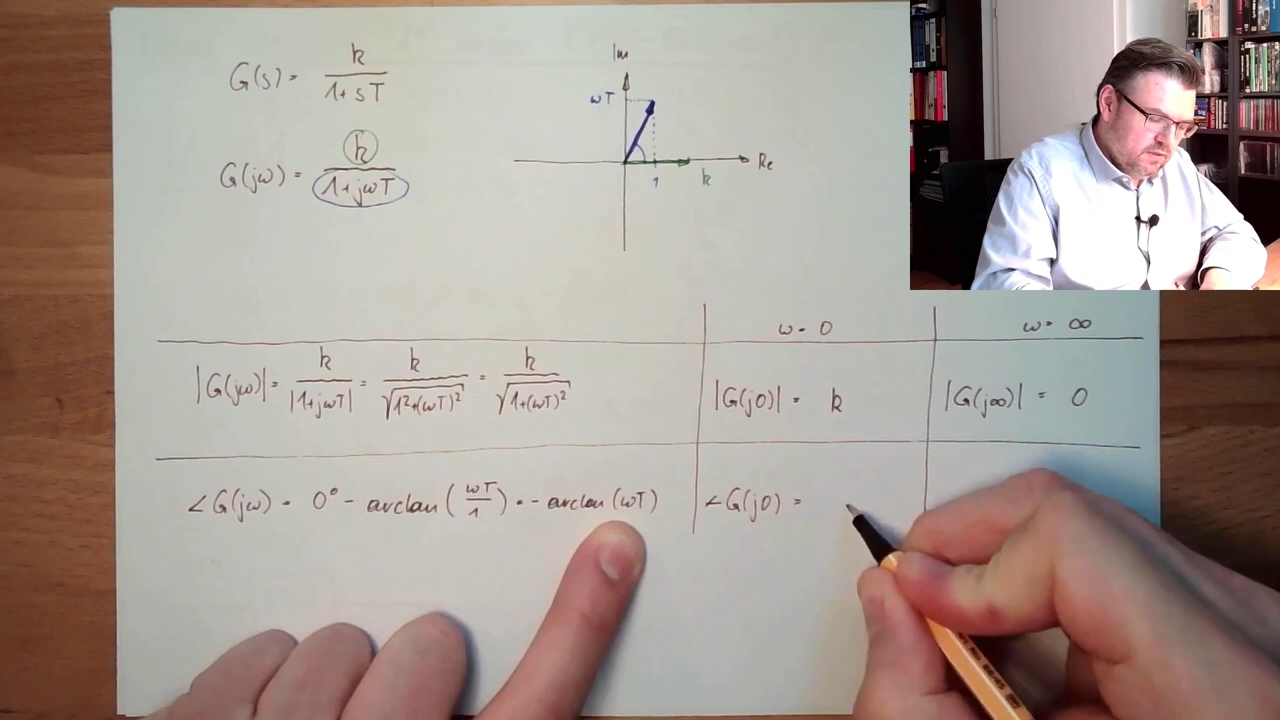 G(s) = k / 1+sT
G(jω) = k / 1+jωT
Im
ωT
Re
1
k
ω = 0
ω = ∞
|G(jω)| = k / |1+jωT| = k / √1²+(ωT)² = k / √1+(ωT)²
|G(j0)| = k
|G(j∞)| = 0
∠G(jω) = 0° - arctan(ωT / 1) = - arctan(ωT)
∠G(j0) =